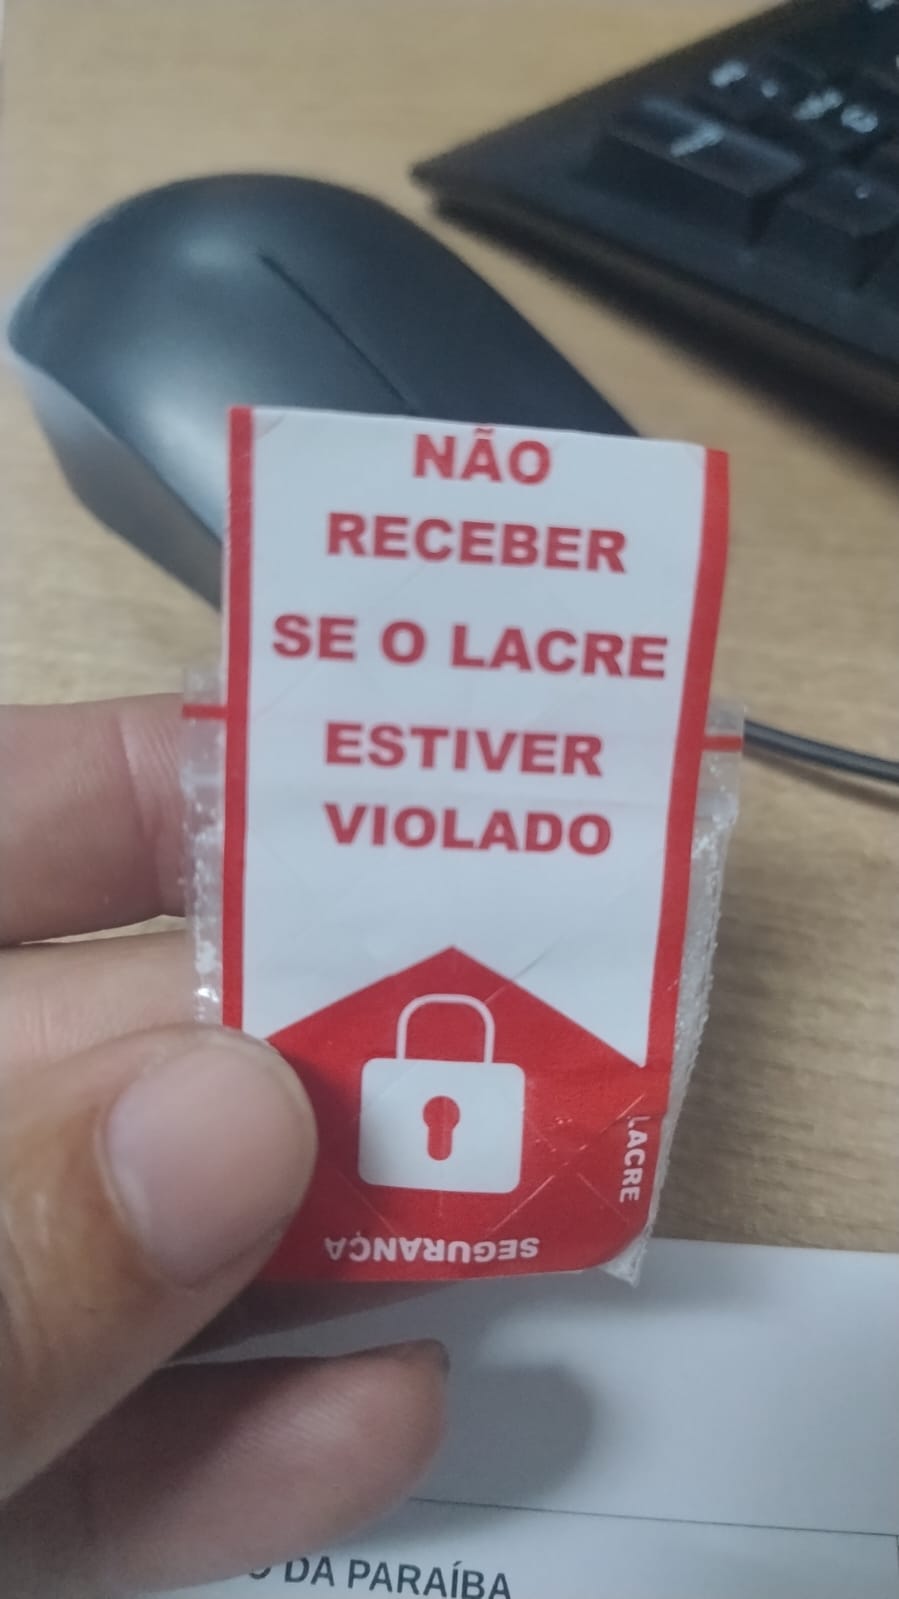 NÃO
RECEBER
SE O LACRE
ESTIVER
VIOLADO
LACRE
SEGURANÇA
DA PARAÍBA